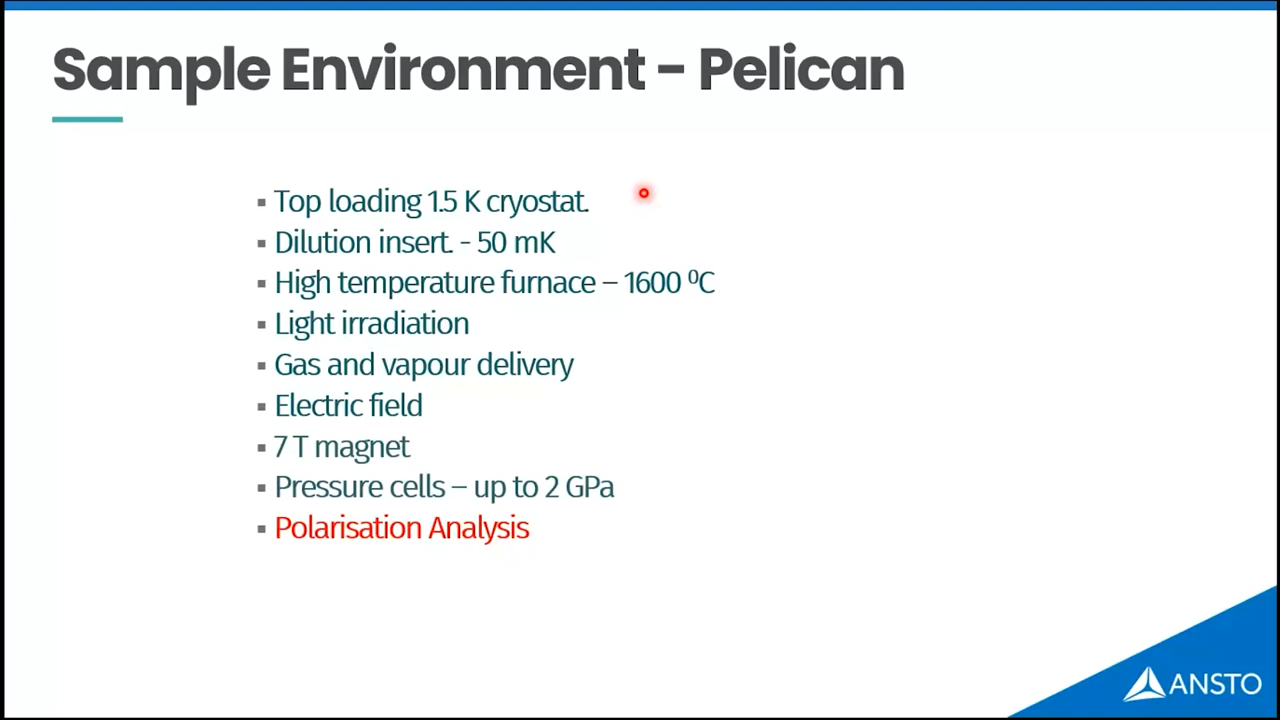 Sample Environment - Pelican
▪ Top loading 1.5 K cryostat.
▪ Dilution insert. - 50 mK
▪ High temperature furnace – 1600 ⁰C
▪ Light irradiation
▪ Gas and vapour delivery
▪ Electric field
▪ 7 T magnet
▪ Pressure cells – up to 2 GPa
▪ Polarisation Analysis
ANSTO